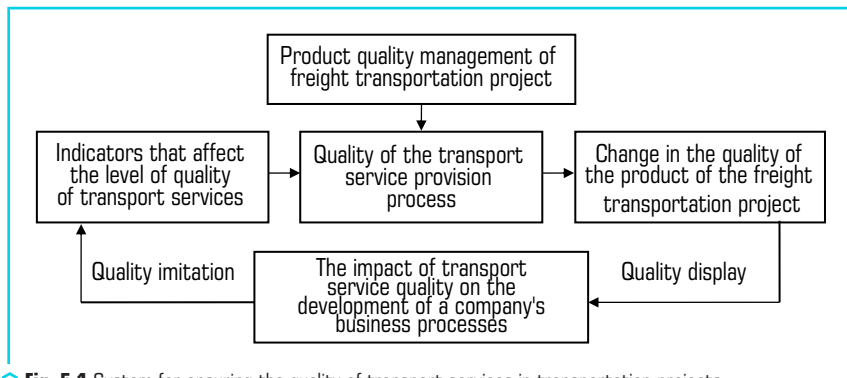 Product quality management of
freight transportation project
Indicators that affect
the level of quality
of transport services
Quality of the transport
service provision
process
Change in the quality of
the product of the freight
transportation project
Quality imitation
The impact of transport
service quality on the
development of a company's
business processes
Quality display
Fig. 5.4 System for ensuring the quality of transport services in transportation projects